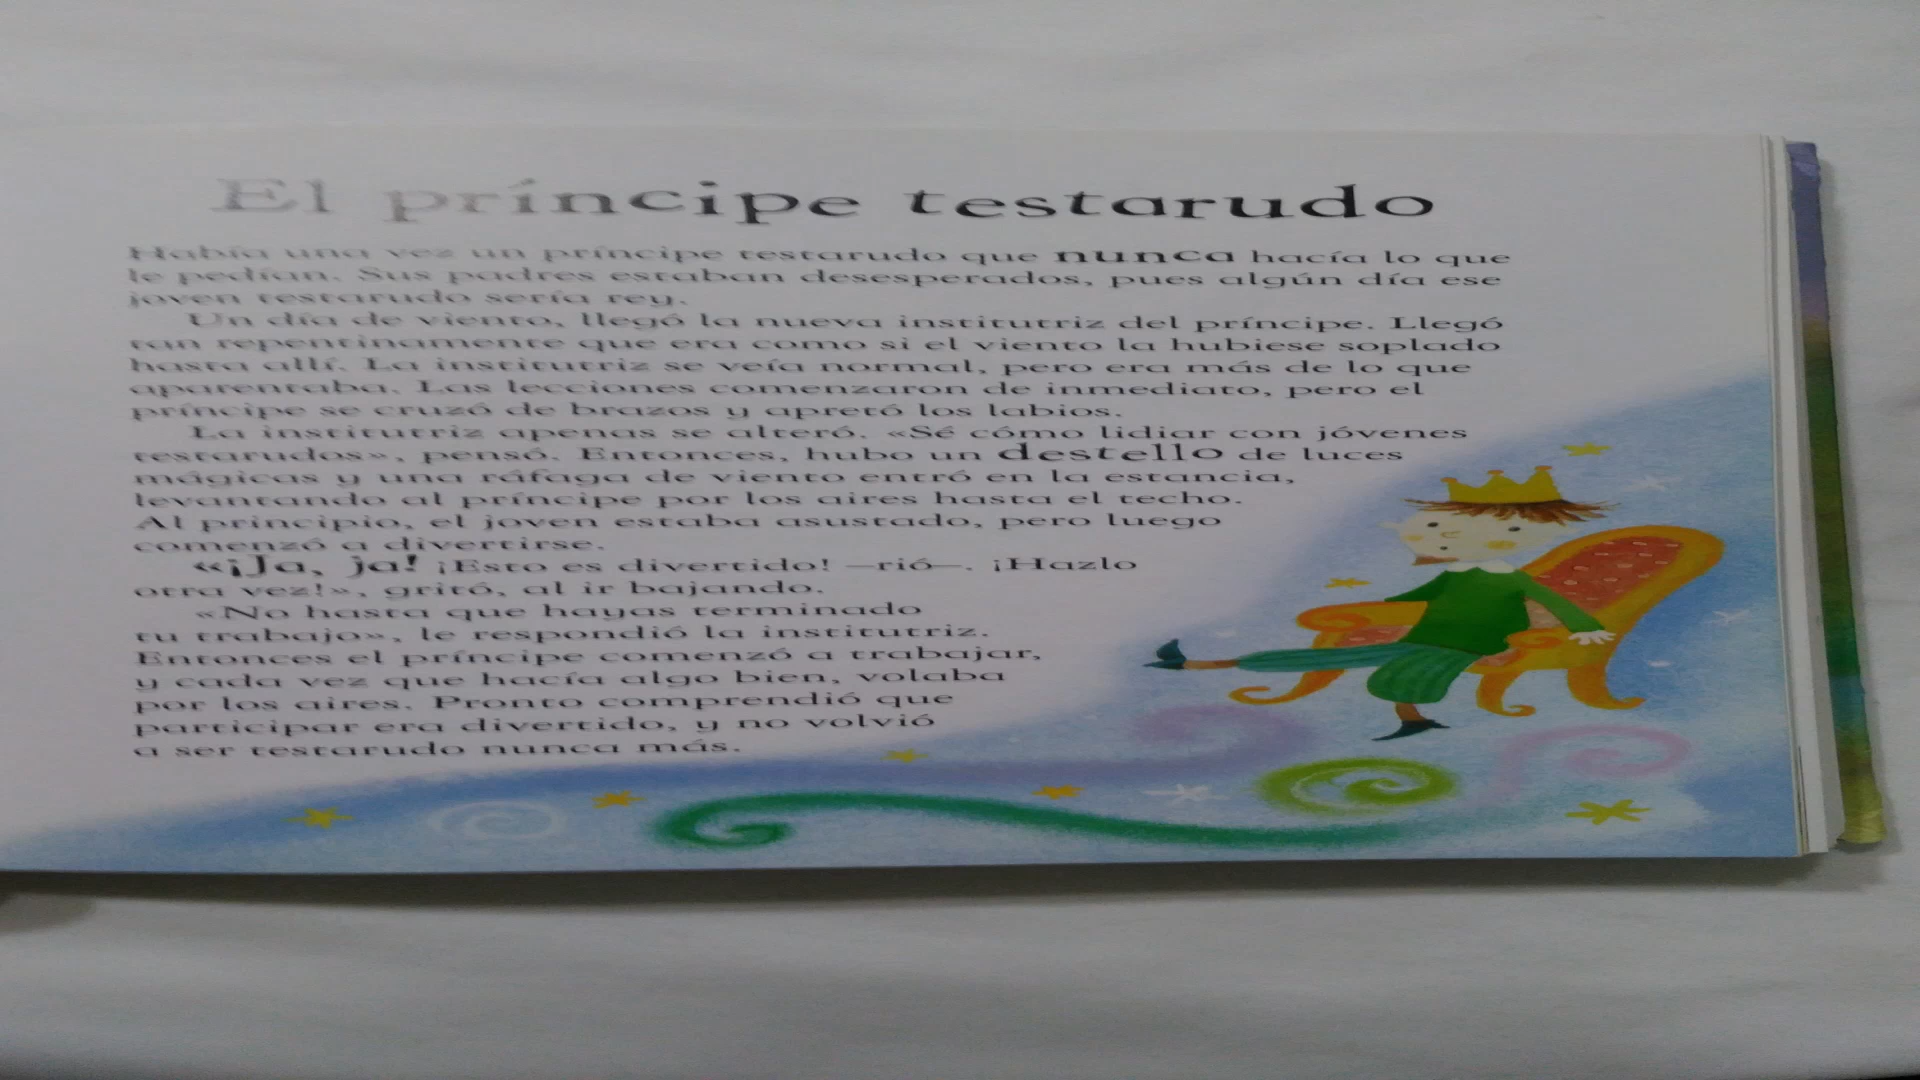 El príncipe testarudo
Había una vez un príncipe testarudo que nunca hacía lo que
le pedían. Sus padres estaban desesperados, pues algún día ese
joven testarudo sería rey.
Un día de viento, llegó la nueva institutriz del príncipe. Llegó
tan repentinamente que era como si el viento la hubiese soplado
hasta allí. La institutriz se veía normal, pero era más de lo que
aparentaba. Las lecciones comenzaron de inmediato, pero el
príncipe se cruzó de brazos y apretó los labios.
La institutriz apenas se alteró. «Sé cómo lidiar con jóvenes
testarudos», pensó. Entonces, hubo un destello de luces
mágicas y una ráfaga de viento entró en la estancia,
levantando al príncipe por los aires hasta el techo.
Al principio, el joven estaba asustado, pero luego
comenzó a divertirse.
«¡Ja, ja! ¡Esto es divertido! —rió—. ¡Hazlo
otra vez!», gritó, al ir bajando.
«No hasta que hayas terminado
tu trabajo», le respondió la institutriz.
Entonces el príncipe comenzó a trabajar,
y cada vez que hacía algo bien, volaba
por los aires. Pronto comprendió que
participar era divertido, y no volvió
a ser testarudo nunca más.